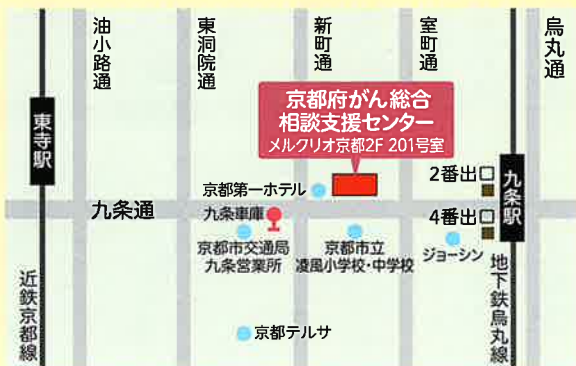 油小路通
東洞院通
新町通
室町通
烏丸通
京都府がん総合
相談支援センター
メルクリオ京都2F 201号室
東寺駅
2番出
京都第一ホテル
九条駅
九条通
九条車庫
4番出
京都市交通局
九条営業所
京都市立
凌風小学校・中学校
ジョーシン
近鉄京都線
地下鉄烏丸線
京都テルサ